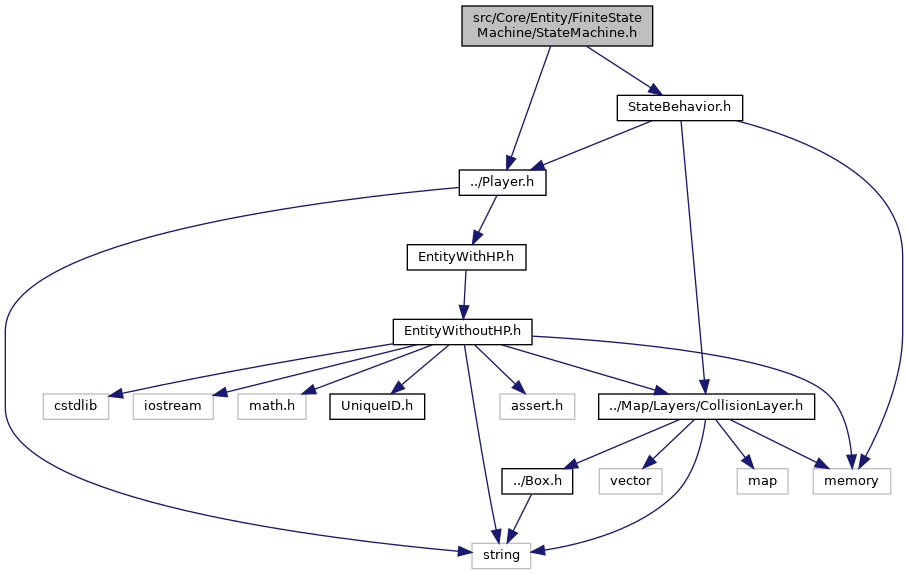 src/Core/Entity/FiniteState
Machine/StateMachine.h
StateBehavior.h
../Player.h
EntityWithHP.h
EntityWithoutHP.h
cstdlib
iostream
math.h
UniqueID.h
assert.h
../Map/Layers/CollisionLayer.h
../Box.h
vector
map
memory
string